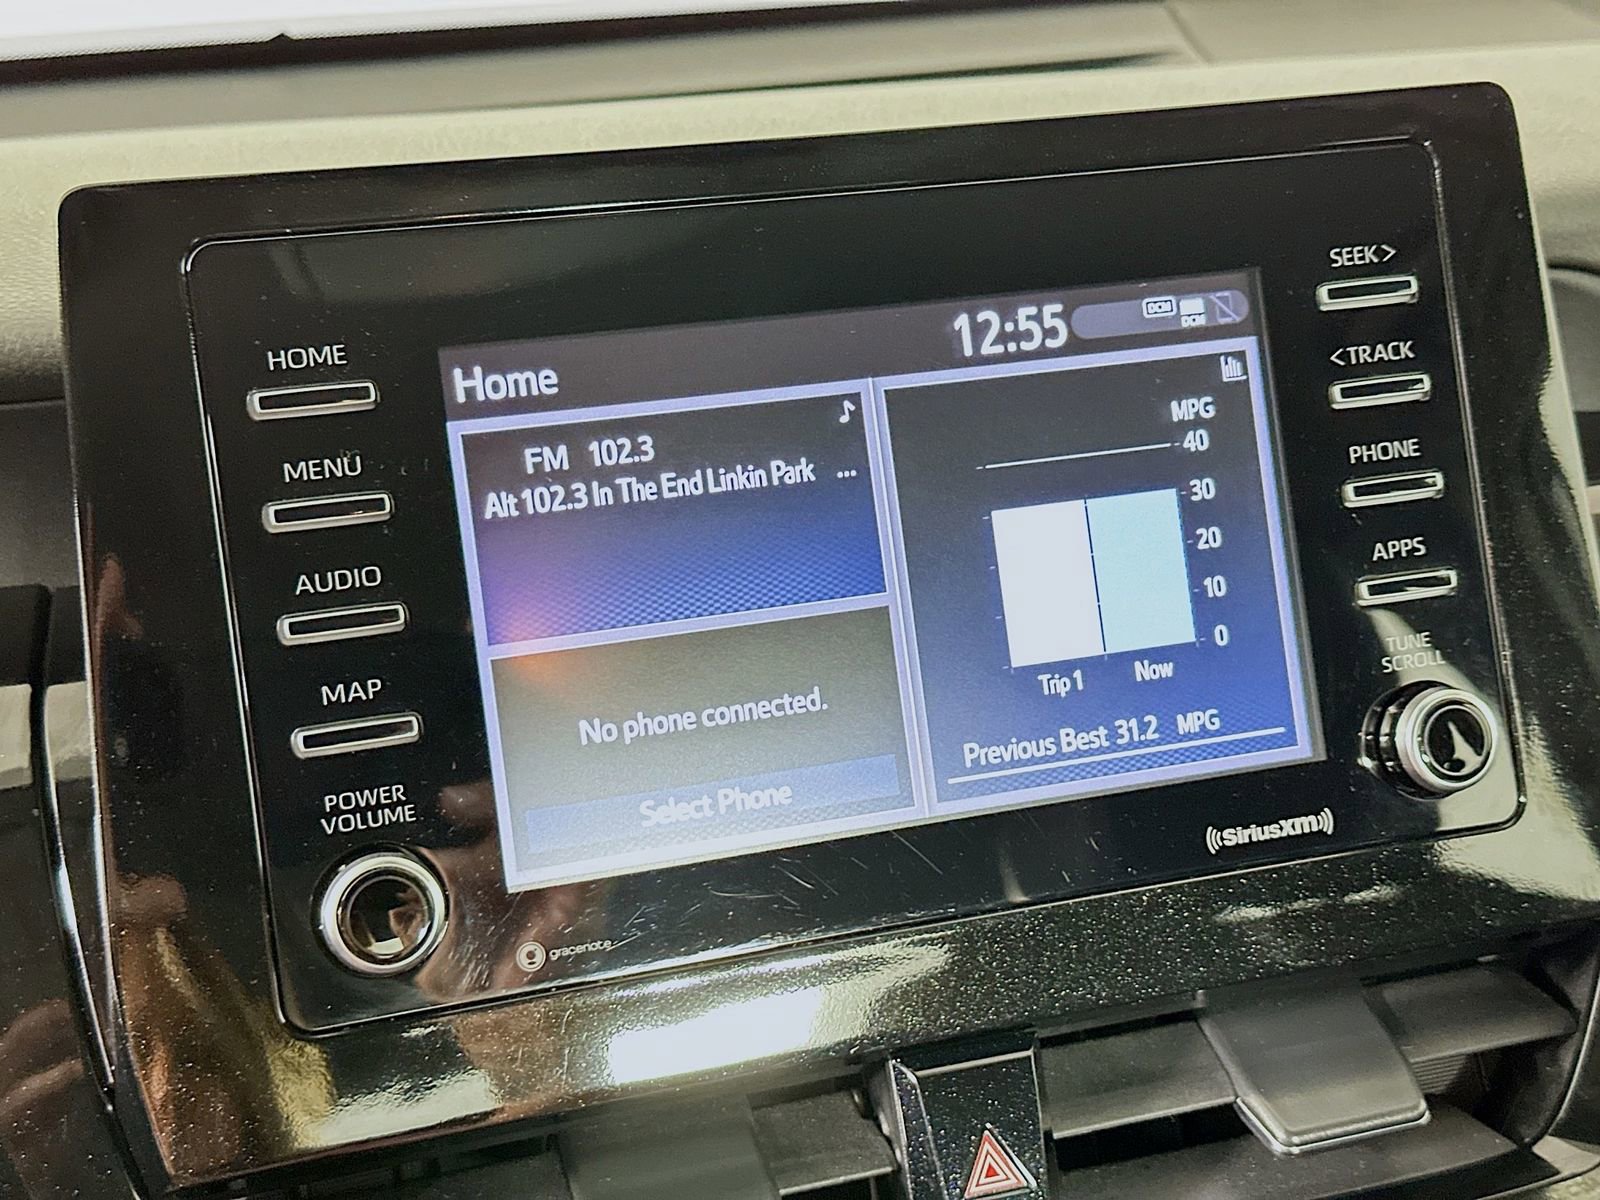 HOME
MENU
AUDIO
MAP
POWER
VOLUME
Home
12:55
DCM
DCM
FM 102.3
Alt 102.3 In The End Linkin Park ...
No phone connected.
Select Phone
MPG
40
30
20
10
0
Trip 1
Now
Previous Best 31.2 MPG
SEEK >
< TRACK
PHONE
APPS
TUNE
SCROLL
((SiriusXM))
gracenote